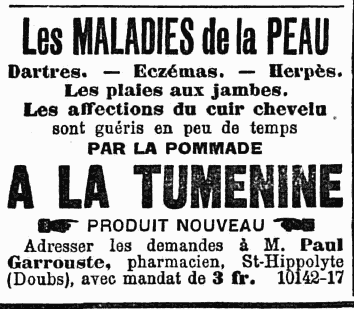 Les MALADIES de la PEAU
Dartres. — Eczémas. — Herpès.
Les plaies aux jambes.
Les affections du cuir chevelu
sont guéris en peu de temps
PAR LA POMMADE
A LA TUMENINE
PRODUIT NOUVEAU
Adresser les demandes à M. Paul
Garrouste, pharmacien, St-Hippolyte
(Doubs), avec mandat de 3 fr. 10142-17